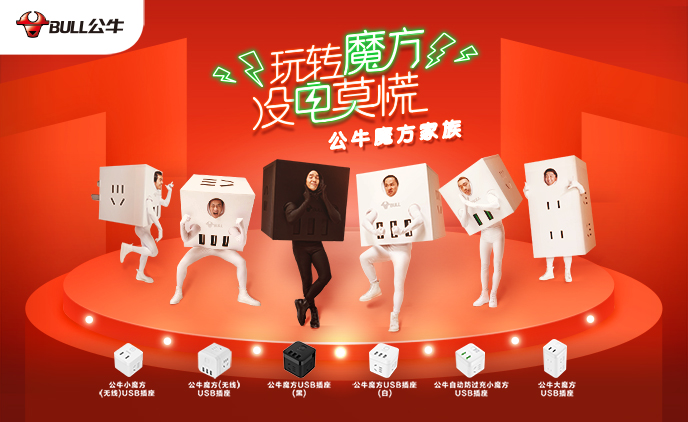 BULL公牛
玩转魔方
没电莫慌
公牛魔方家族
BULL
BULL
公牛小魔方
(无线)USB插座
公牛魔方(无线)
USB插座
公牛魔方USB插座
(黑)
公牛魔方USB插座
(白)
公牛自动防过充小魔方
USB插座
公牛大魔方
USB插座